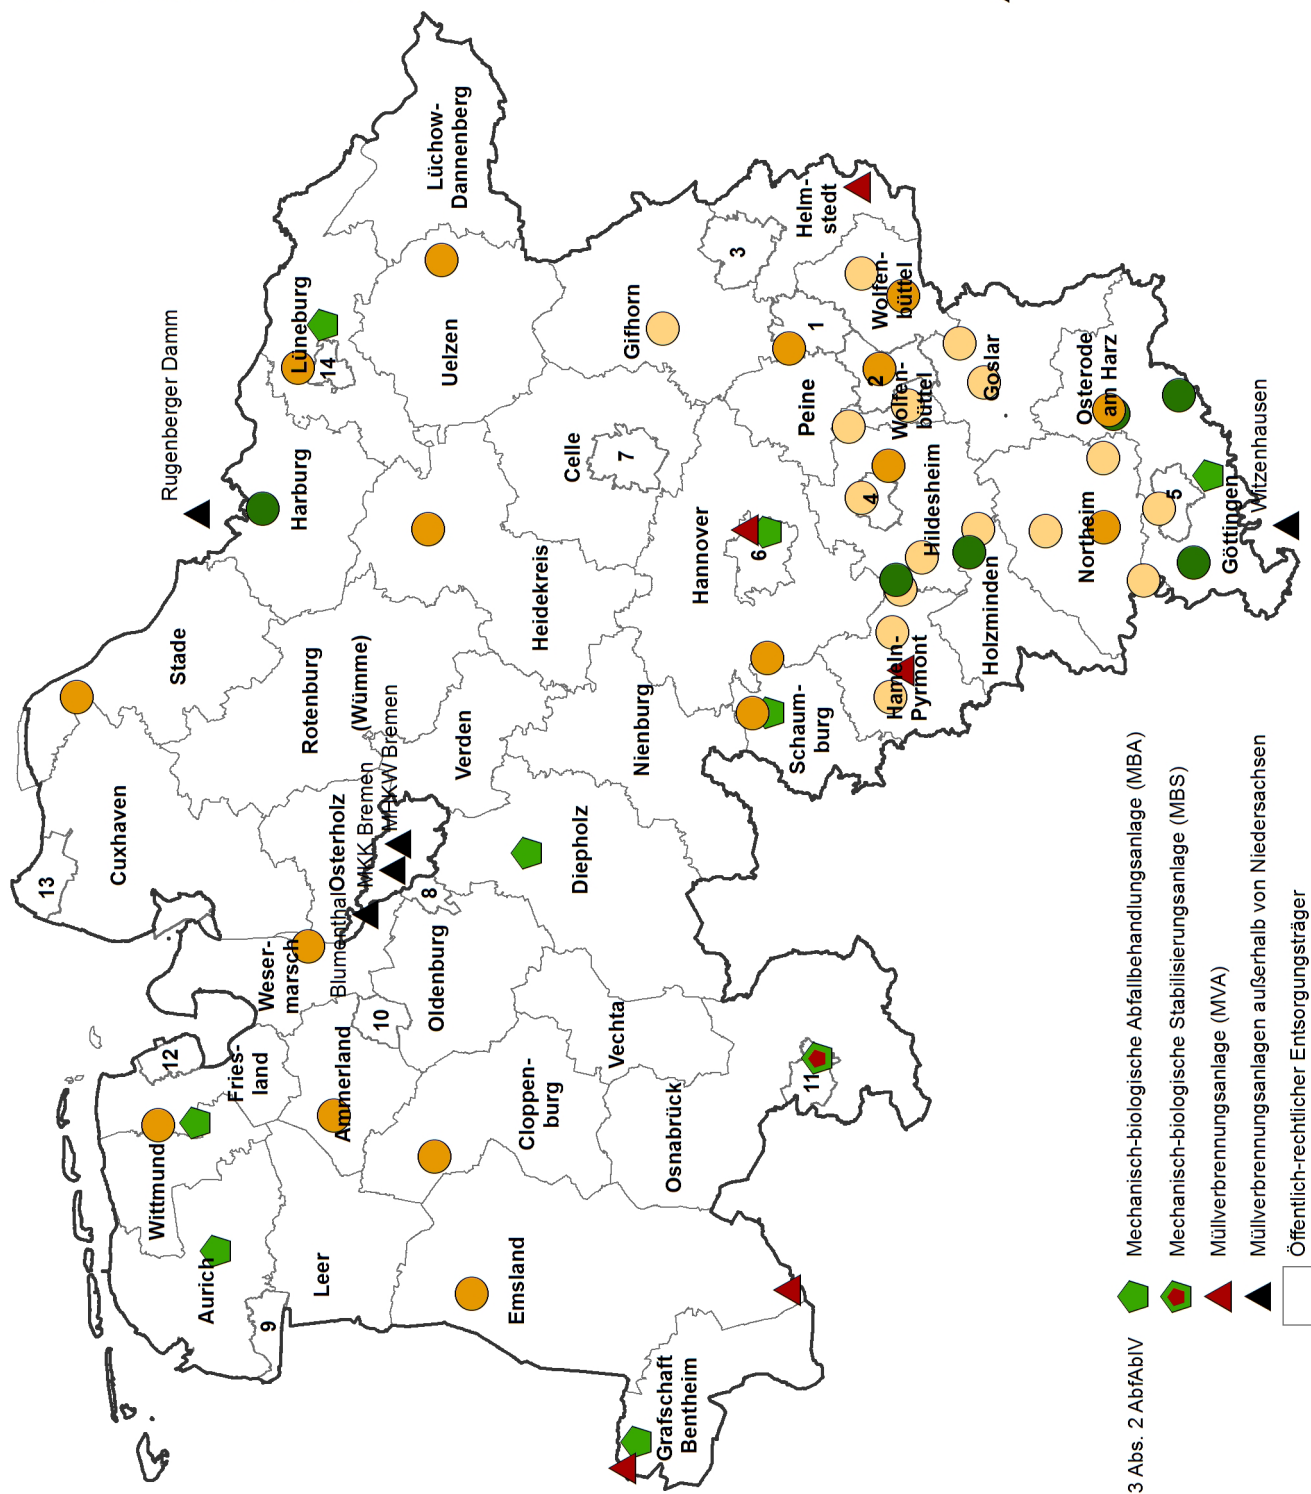 Rugenberger Damm
Lüchow-
Dannenberg
Lüneburg
14
Harburg
Stade
Uelzen
Cuxhaven
13
Rotenburg
(Wümme)
Heidekreis
Celle
7
Gifhorn
3
Helm-
stedt
Osterholz
Blumenthal
MKK Bremen
MHKW Bremen
Verden
Weser-
marsch
12
Fries-
land
Wittmund
Aurich
9
Leer
Ammerland
10
Oldenburg
8
Diepholz
Nienburg
Hannover
6
Peine
1
Wolfen-
büttel
2
Wolfen-
büttel
Emsland
Cloppen-
burg
Vechta
Osnabrück
11
Grafschaft
Bentheim
Schaum-
burg
Hameln-
Pyrmont
4
Hildesheim
Goslar
Holzminden
Northeim
Osterode
am Harz
5
Göttingen
Witzenhausen
3 Abs. 2 AbfAblV
Mechanisch-biologische Abfallbehandlungsanlage (MBA)
Mechanisch-biologische Stabilisierungsanlage (MBS)
Müllverbrennungsanlage (MVA)
Müllverbrennungsanlagen außerhalb von Niedersachsen
Öffentlich-rechtlicher Entsorgungsträger